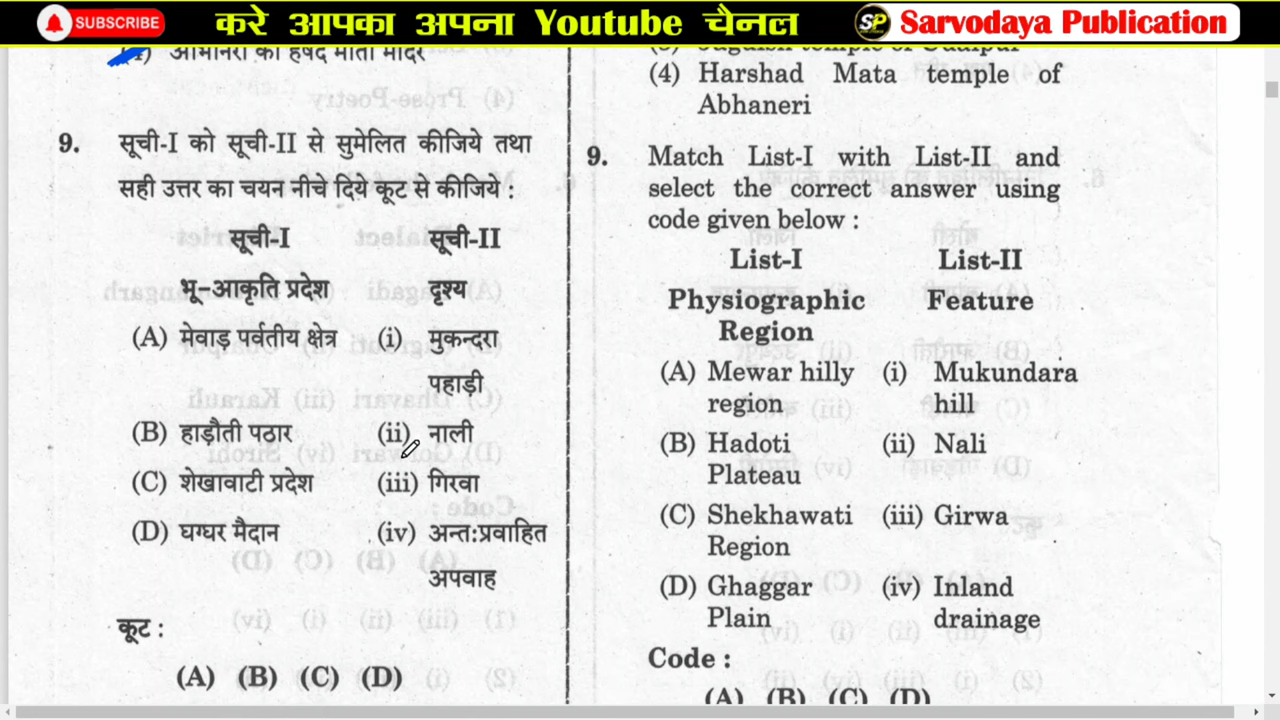 SUBSCRIBE
करे आपका अपना Youtube चैनल
SP
Sarvodaya Publication
(4) Harshad Mata temple of
Abhaneri
9. सूची-I को सूची-II से सुमेलित कीजिये तथा
सही उत्तर का चयन नीचे दिये कूट से कीजिये :
सूची-I सूची-II
भू-आकृति प्रदेश दृश्य
(A) मेवाड़ पर्वतीय क्षेत्र (i) मुकन्दरा
पहाड़ी
(B) हाड़ौती पठार (ii) नाली
(C) शेखावाटी प्रदेश (iii) गिरवा
(D) घग्घर मैदान (iv) अन्तःप्रवाहित
अपवाह
कूट :
(A) (B) (C) (D)
9. Match List-I with List-II and
select the correct answer using
code given below :
List-I List-II
Physiographic Feature
Region
(A) Mewar hilly (i) Mukundara
region hill
(B) Hadoti (ii) Nali
Plateau
(C) Shekhawati (iii) Girwa
Region
(D) Ghaggar (iv) Inland
Plain drainage
Code :
(A) (B) (C) (D)